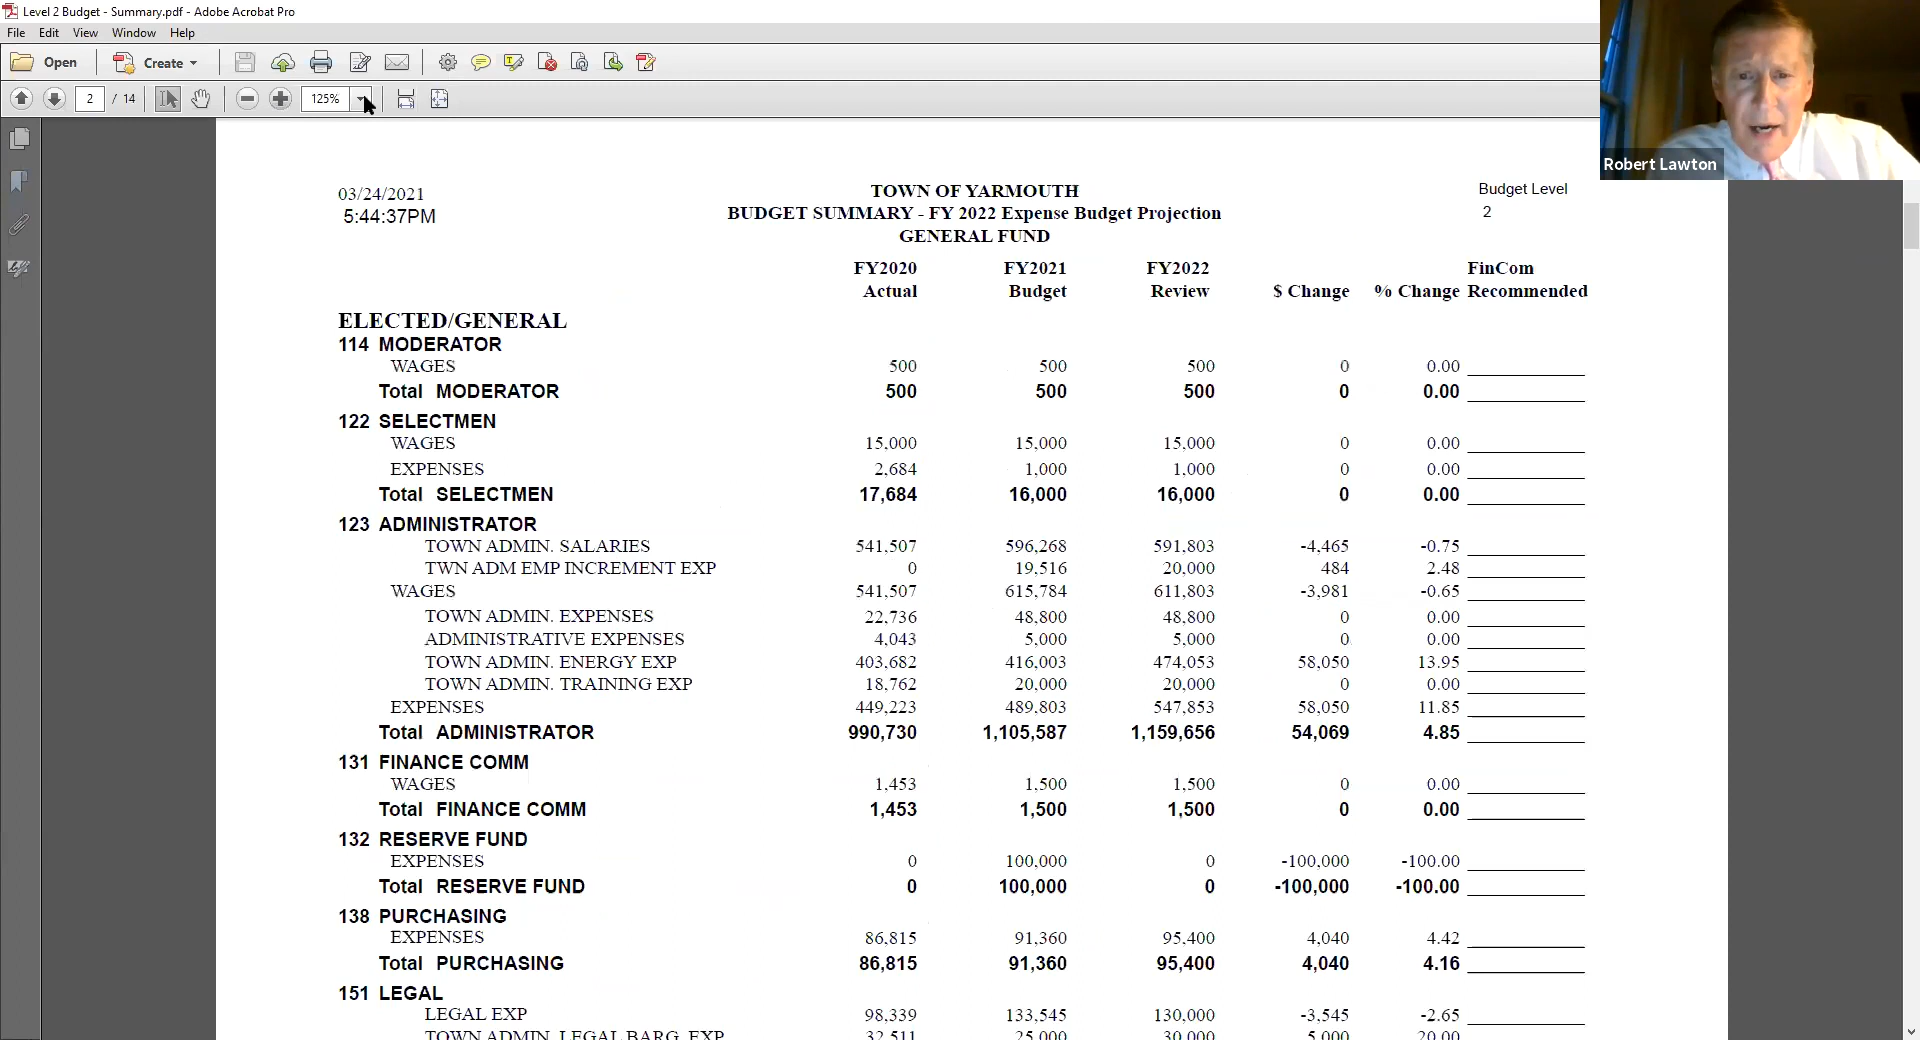 Level 2 Budget - Summary.pdf - Adobe Acrobat Pro
File Edit View Window Help
Open Create
2 / 14 125%
Robert Lawton
03/24/2021 TOWN OF YARMOUTH Budget Level
5:44:37PM BUDGET SUMMARY - FY 2022 Expense Budget Projection 2
GENERAL FUND
FY2020 FY2021 FY2022 FinCom
Actual Budget Review $ Change % Change Recommended
ELECTED/GENERAL
114 MODERATOR
WAGES 500 500 500 0 0.00
Total MODERATOR 500 500 500 0 0.00
122 SELECTMEN
WAGES 15,000 15,000 15,000 0 0.00
EXPENSES 2,684 1,000 1,000 0 0.00
Total SELECTMEN 17,684 16,000 16,000 0 0.00
123 ADMINISTRATOR
TOWN ADMIN. SALARIES 541,507 596,268 591,803 -4,465 -0.75
TWN ADM EMP INCREMENT EXP 0 19,516 20,000 484 2.48
WAGES 541,507 615,784 611,803 -3,981 -0.65
TOWN ADMIN. EXPENSES 22,736 48,800 48,800 0 0.00
ADMINISTRATIVE EXPENSES 4,043 5,000 5,000 0 0.00
TOWN ADMIN. ENERGY EXP 403,682 416,003 474,053 58,050 13.95
TOWN ADMIN. TRAINING EXP 18,762 20,000 20,000 0 0.00
EXPENSES 449,223 489,803 547,853 58,050 11.85
Total ADMINISTRATOR 990,730 1,105,587 1,159,656 54,069 4.85
131 FINANCE COMM
WAGES 1,453 1,500 1,500 0 0.00
Total FINANCE COMM 1,453 1,500 1,500 0 0.00
132 RESERVE FUND
EXPENSES 0 100,000 0 -100,000 -100.00
Total RESERVE FUND 0 100,000 0 -100,000 -100.00
138 PURCHASING
EXPENSES 86,815 91,360 95,400 4,040 4.42
Total PURCHASING 86,815 91,360 95,400 4,040 4.16
151 LEGAL
LEGAL EXP 98,339 133,545 130,000 -3,545 -2.65
TOWN ADMIN. LEGAL BARG. EXP 32,511 25,000 30,000 5,000 20.00